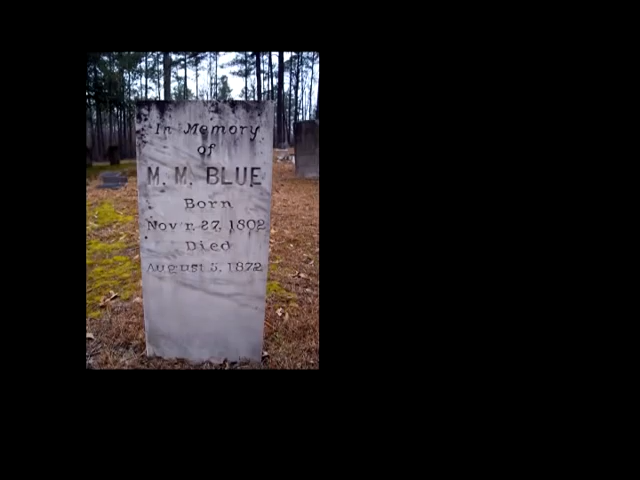 In Memory
of
M. M. BLUE
Born
Nov'r. 27, 1802
Died
August 5, 1872